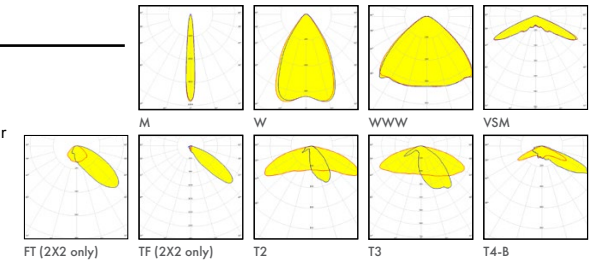 M
W
WWW
VSM
r
FT (2X2 only)
TF (2X2 only)
T2
T3
T4-B